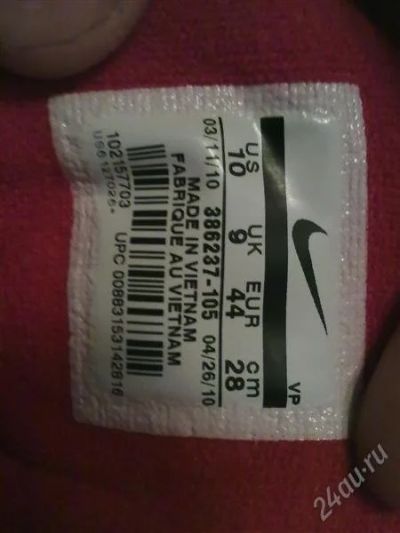 VP
US UK EUR cm
10 9 44 28
03/11/10 386237-105 04/26/10
MADE IN VIETNAM
FABRIQUE AU VIETNAM
102157703
UPC 00883153142816
24au.ru